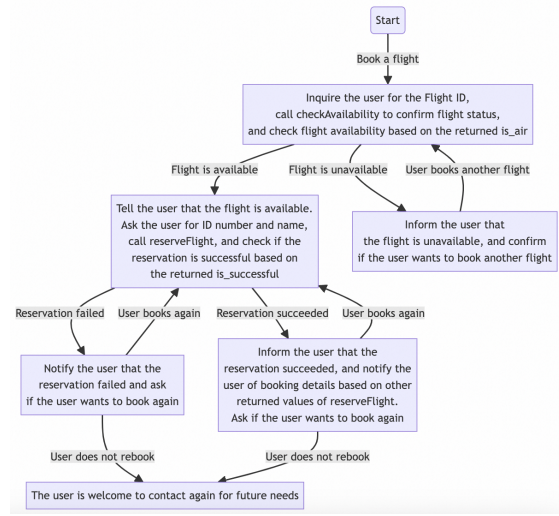 Start
Book a flight
Inquire the user for the Flight ID,
call checkAvailability to confirm flight status,
and check flight availability based on the returned is_air
Flight is available
Flight is unavailable
User books another flight
Tell the user that the flight is available.
Ask the user for ID number and name,
call reserveFlight, and check if the
reservation is successful based on
the returned is_successful
Inform the user that
the flight is unavailable, and confirm
if the user wants to book another flight
Reservation failed
User books again
Reservation succeeded
User books again
Notify the user that the
reservation failed and ask
if the user wants to book again
Inform the user that the
reservation succeeded, and notify the
user of booking details based on other
returned values of reserveFlight.
Ask if the user wants to book again
User does not rebook
User does not rebook
The user is welcome to contact again for future needs